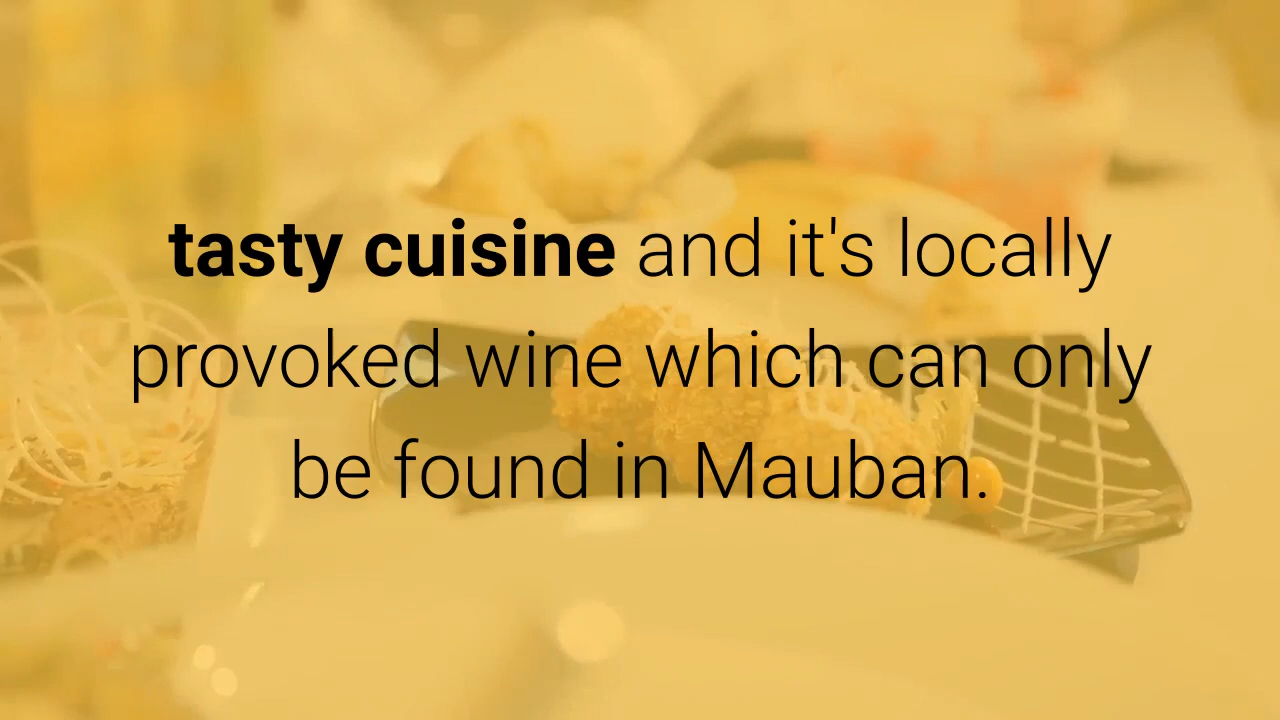 tasty cuisine and it's locally
provoked wine which can only
be found in Mauban.